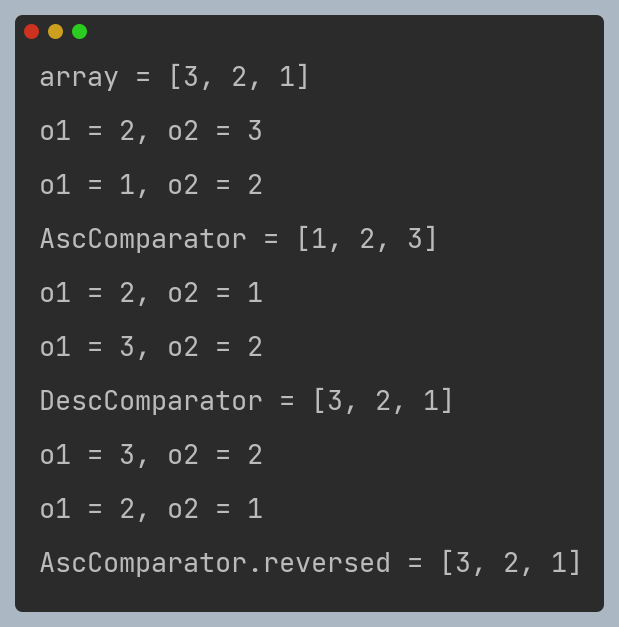 array = [3, 2, 1]
o1 = 2, o2 = 3
o1 = 1, o2 = 2
AscComparator = [1, 2, 3]
o1 = 2, o2 = 1
o1 = 3, o2 = 2
DescComparator = [3, 2, 1]
o1 = 3, o2 = 2
o1 = 2, o2 = 1
AscComparator.reversed = [3, 2, 1]